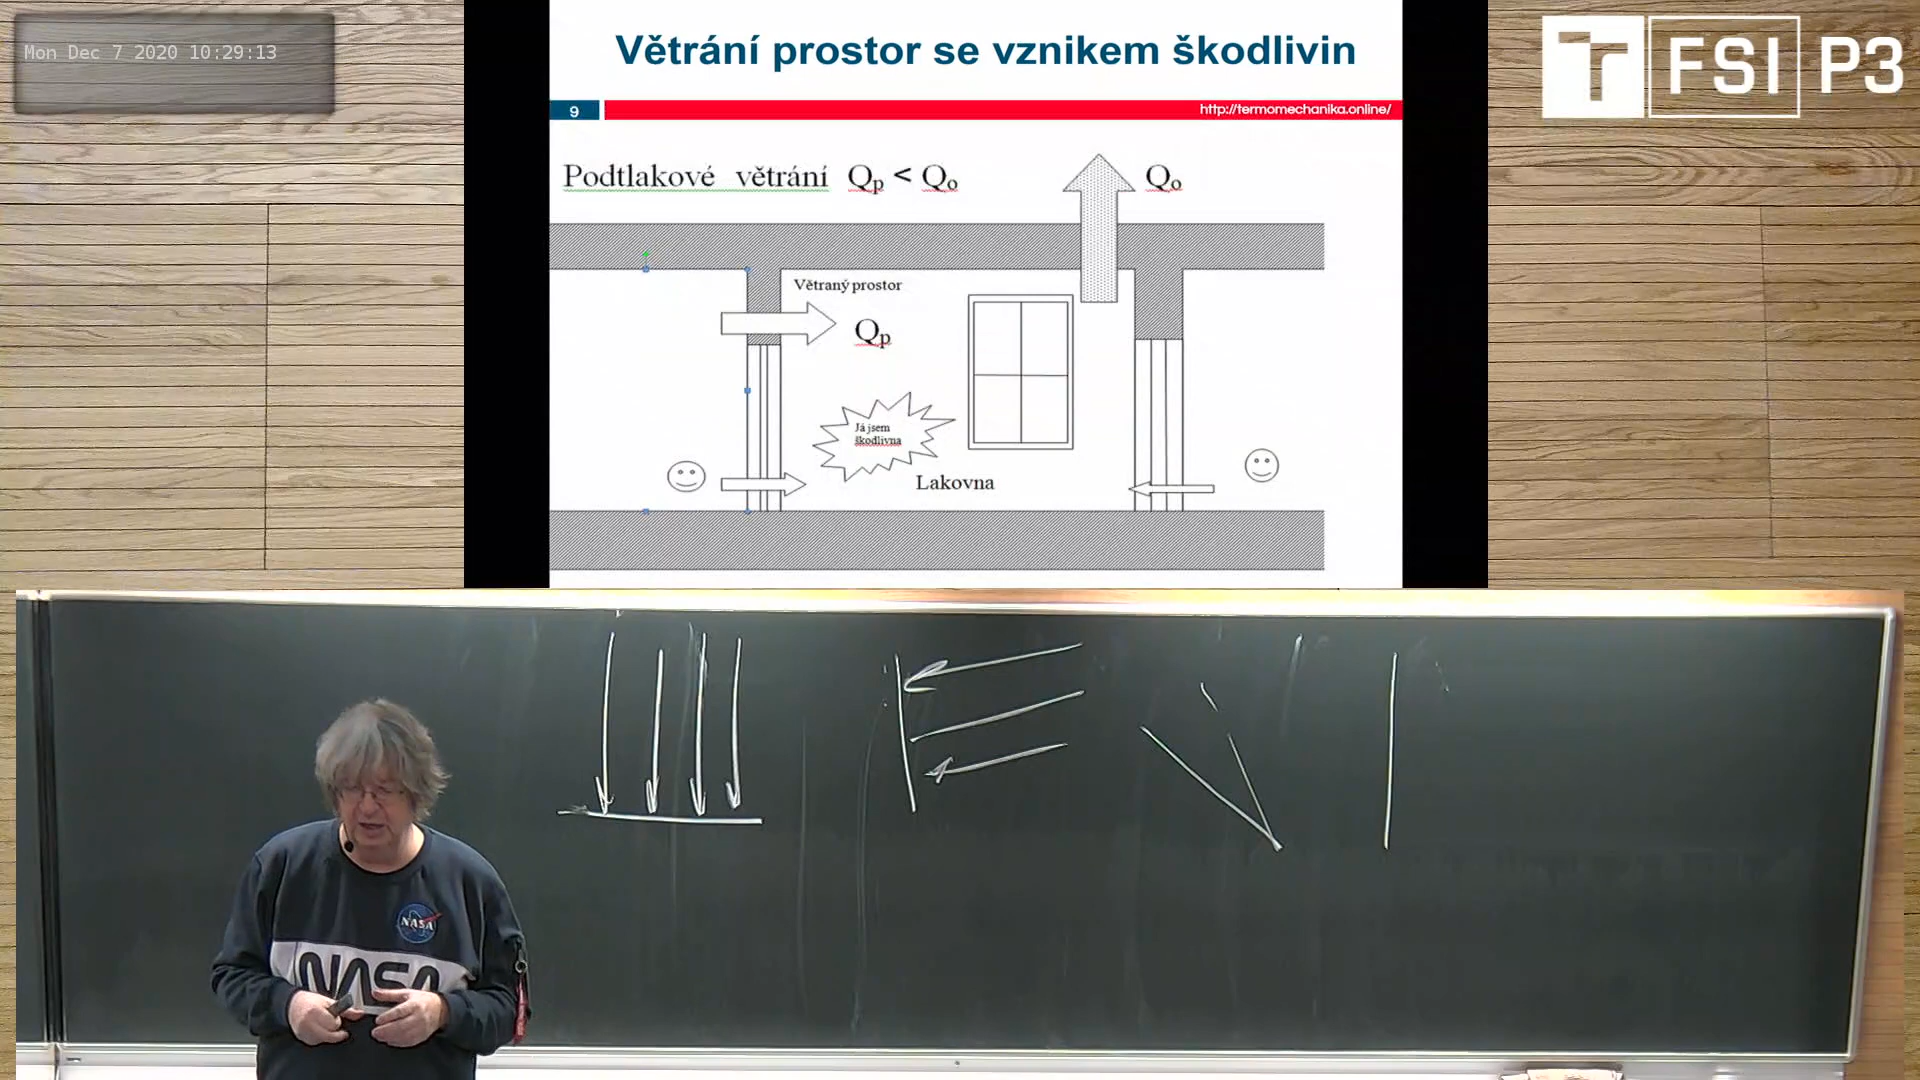 Mon Dec 7 2020 10:29:13
Větrání prostor se vznikem škodlivin
FSI P3
9
http://termomechanika.online/
Podtlakové větrání Qp < Qo
Qo
Větraný prostor
Qp
Já jsem
škodlivna
Lakovna
NASA
NASA